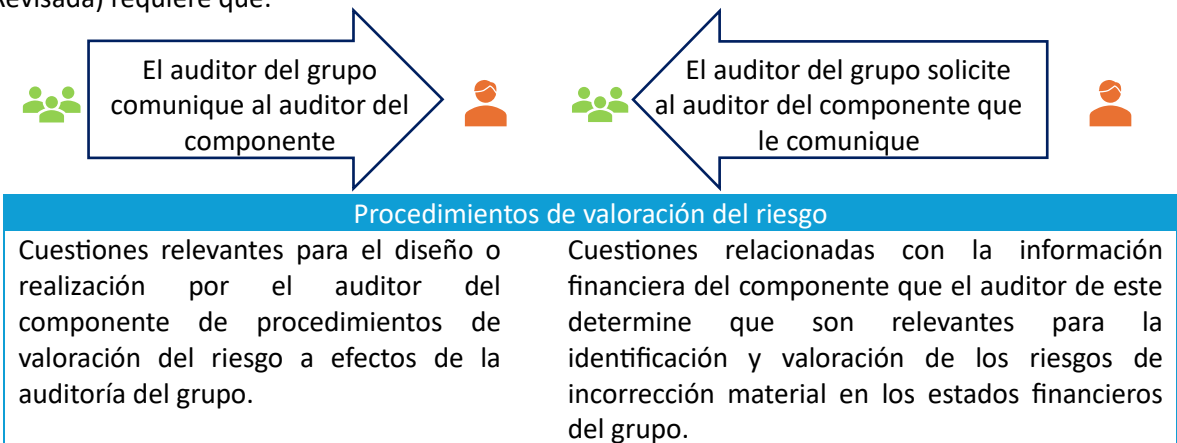 Revisada) requiere que:
El auditor del grupo
comunique al auditor del
componente
El auditor del grupo solicite
al auditor del componente que
le comunique
Procedimientos de valoración del riesgo
Cuestiones relevantes para el diseño o
realización por el auditor del
componente de procedimientos de
valoración del riesgo a efectos de la
auditoría del grupo.
Cuestiones relacionadas con la información
financiera del componente que el auditor de este
determine que son relevantes para la
identificación y valoración de los riesgos de
incorrección material en los estados financieros
del grupo.